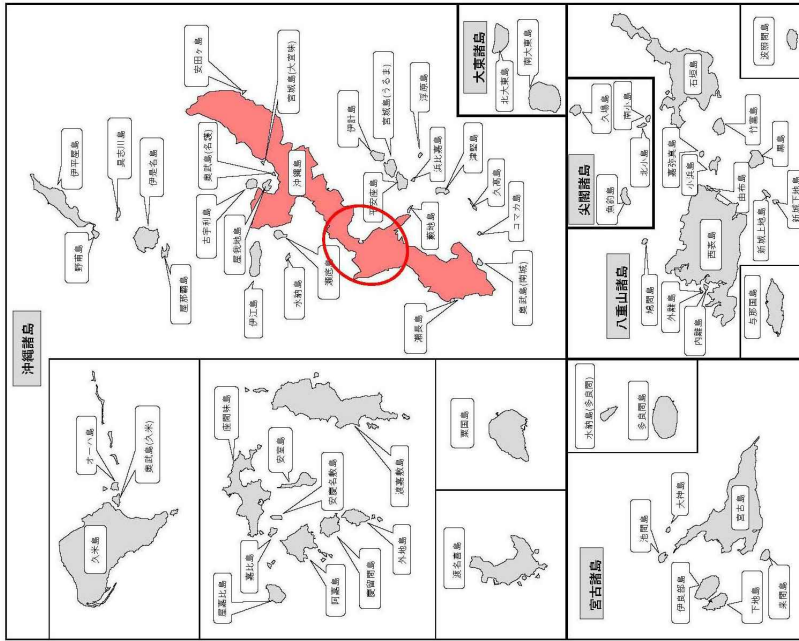 沖縄諸島
伊平屋島
野甫島
具志川島
伊是名島
屋那覇島
安田ヶ島
宮城島(大宜味)
奥武島(名護)
古宇利島
屋我地島
沖縄島
伊江島
水納島
瀬底島
伊計島
宮城島(うるま)
平安座島
浮原島
浜比嘉島
津堅島
藪地島
久高島
コマカ島
奥武島(南城)
瀬長島
大東諸島
北大東島
南大東島
久米島
オーハ島
奥武島(久米)
座間味島
安室島
安慶名敷島
嘉比島
屋嘉比島
阿嘉島
慶留間島
外地島
渡嘉敷島
粟国島
渡名喜島
尖閣諸島
久場島
南小島
北小島
魚釣島
八重山諸島
石垣島
竹富島
嘉弥真島
小浜島
黒島
由布島
新城上地島
新城下地島
西表島
鳩間島
外離島
内離島
与那国島
波照間島
宮古諸島
水納島(多良間)
多良間島
池間島
大神島
宮古島
伊良部島
下地島
来間島